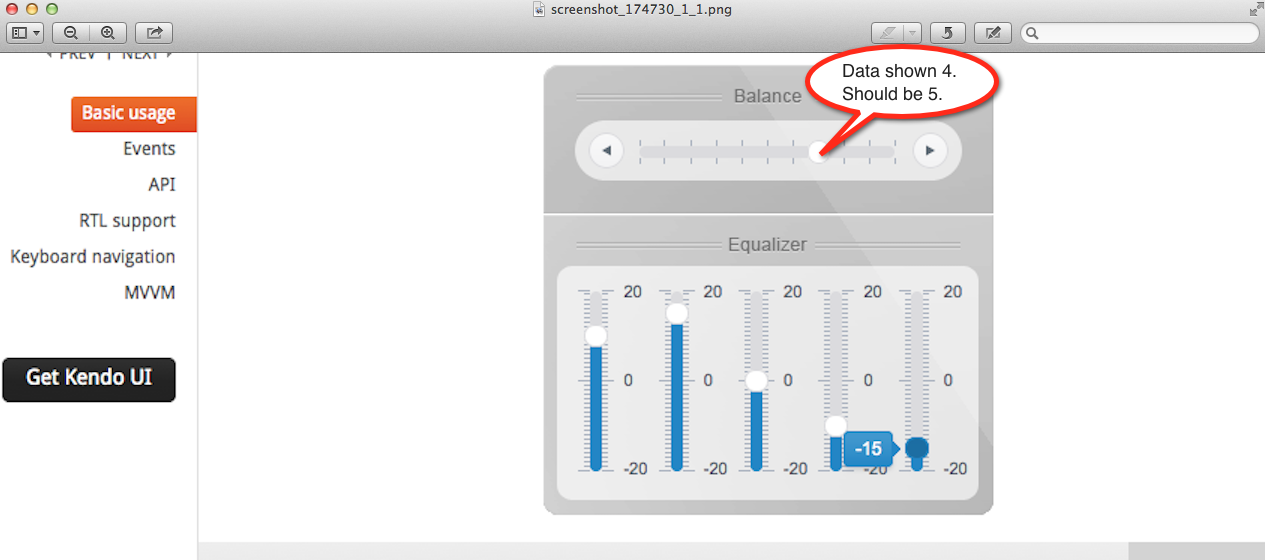 screenshot_174730_1_1.png
PREV | NEXT
Basic usage
Events
API
RTL support
Keyboard navigation
MVVM
Get Kendo UI
Balance
Data shown 4.
Should be 5.
Equalizer
20 20 20 20 20
0 0 0 0 0
-15
-20 -20 -20 -20 -20